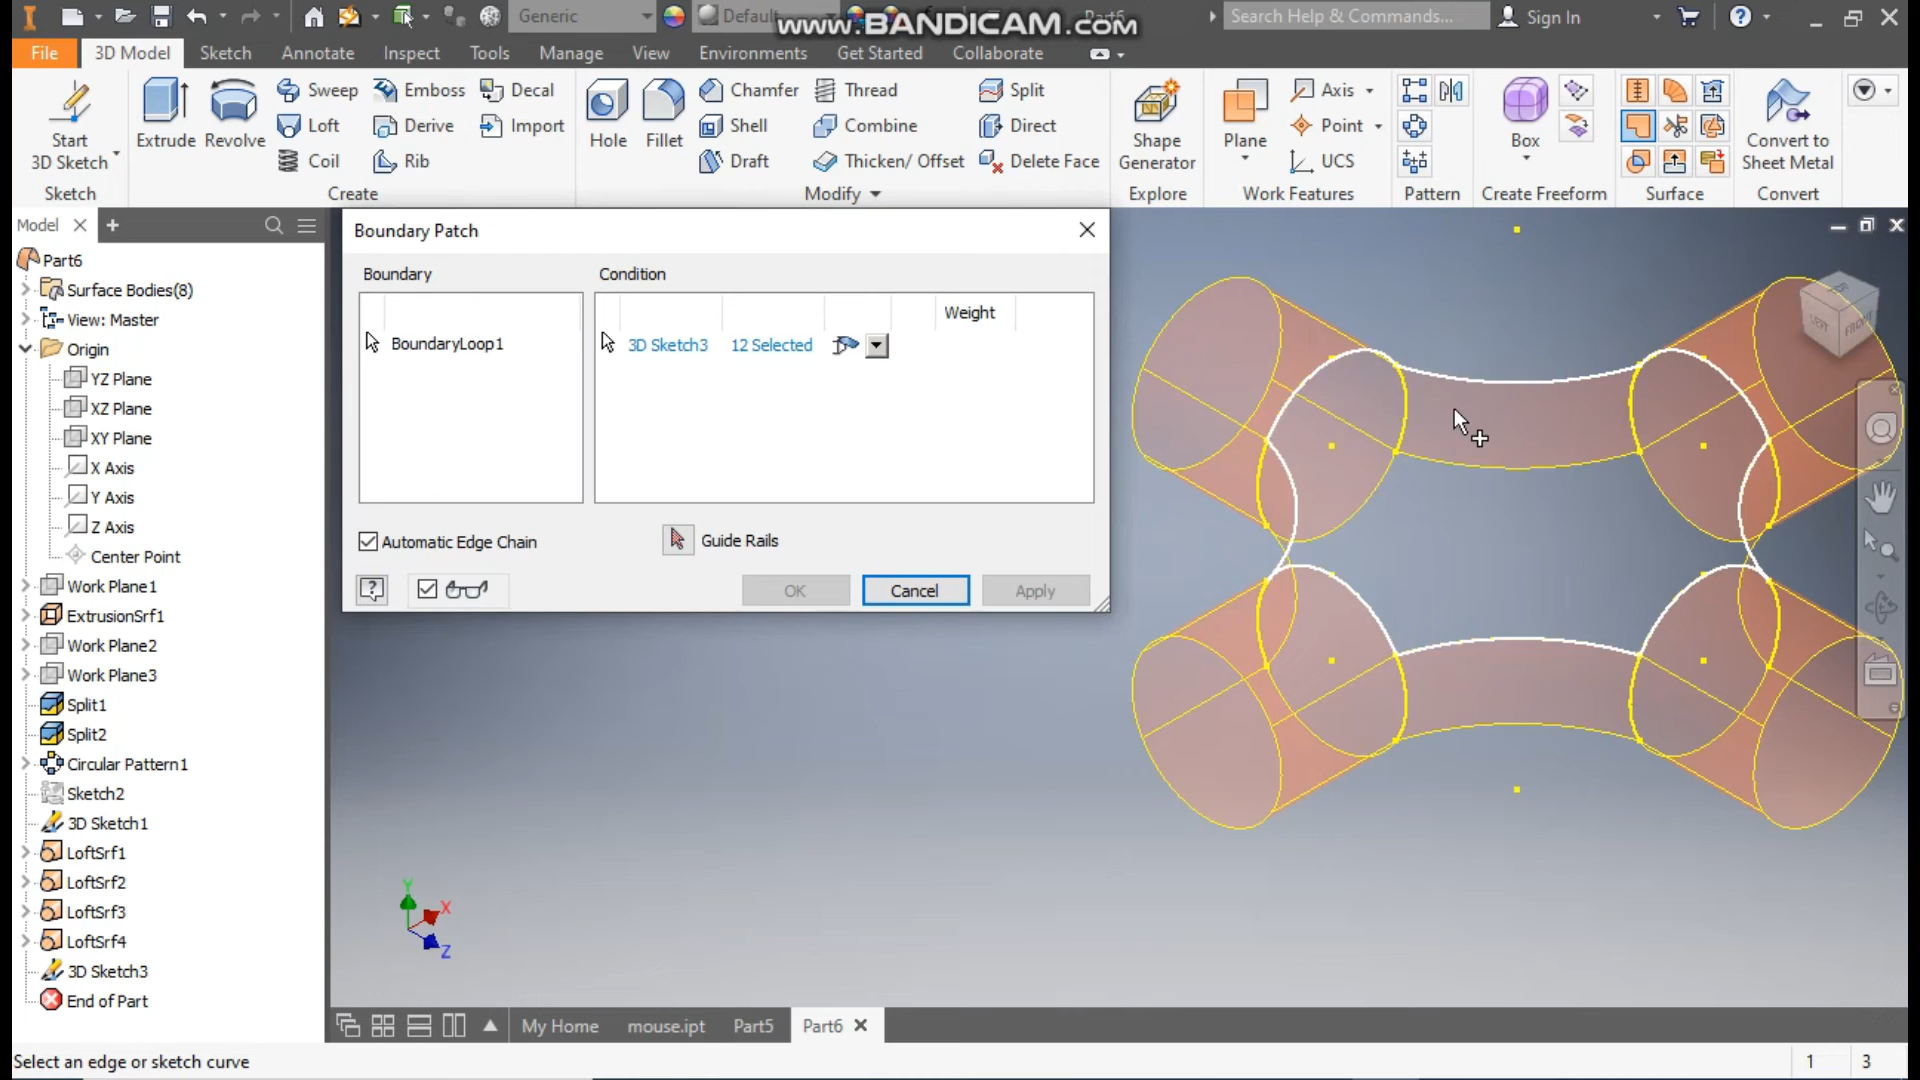 Generic
Default
www.BANDICAM.com
Part6
Search Help & Commands...
Sign In
File
3D Model
Sketch
Annotate
Inspect
Tools
Manage
View
Environments
Get Started
Collaborate
Start
3D Sketch
Extrude
Revolve
Sweep
Loft
Coil
Emboss
Derive
Rib
Decal
Import
Hole
Fillet
Chamfer
Shell
Draft
Thread
Combine
Thicken/ Offset
Split
Direct
Delete Face
Shape
Generator
Plane
Axis
Point
UCS
Box
Convert to
Sheet Metal
Sketch
Create
Modify
Explore
Work Features
Pattern
Create Freeform
Surface
Convert
Model
Part6
Surface Bodies(8)
View: Master
Origin
YZ Plane
XZ Plane
XY Plane
X Axis
Y Axis
Z Axis
Center Point
Work Plane1
ExtrusionSrf1
Work Plane2
Work Plane3
Split1
Split2
Circular Pattern1
Sketch2
3D Sketch1
LoftSrf1
LoftSrf2
LoftSrf3
LoftSrf4
3D Sketch3
End of Part
Boundary Patch
Boundary
Condition
Weight
BoundaryLoop1
3D Sketch3 12 Selected
Automatic Edge Chain
Guide Rails
OK
Cancel
Apply
LEFT
FRONT
Y
X
Z
My Home
mouse.ipt
Part5
Part6
Select an edge or sketch curve
1
3